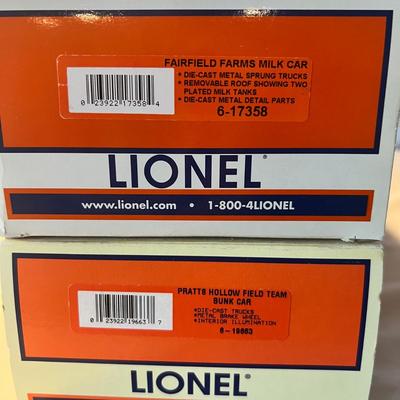 FAIRFIELD FARMS MILK CAR
• DIE-CAST METAL SPRUNG TRUCKS
• REMOVABLE ROOF SHOWING TWO
PLATED MILK TANKS
• DIE-CAST METAL DETAIL PARTS
6-17358
0 23922 17358 4
LIONEL®
www.lionel.com • 1-800-4LIONEL
PRATTS HOLLOW FIELD TEAM
BUNK CAR
*DIE-CAST TRUCKS
*METAL BRAKE WHEEL
*INTERIOR ILLUMINATION
6-19663
0 23922 19663 7
LIONEL®